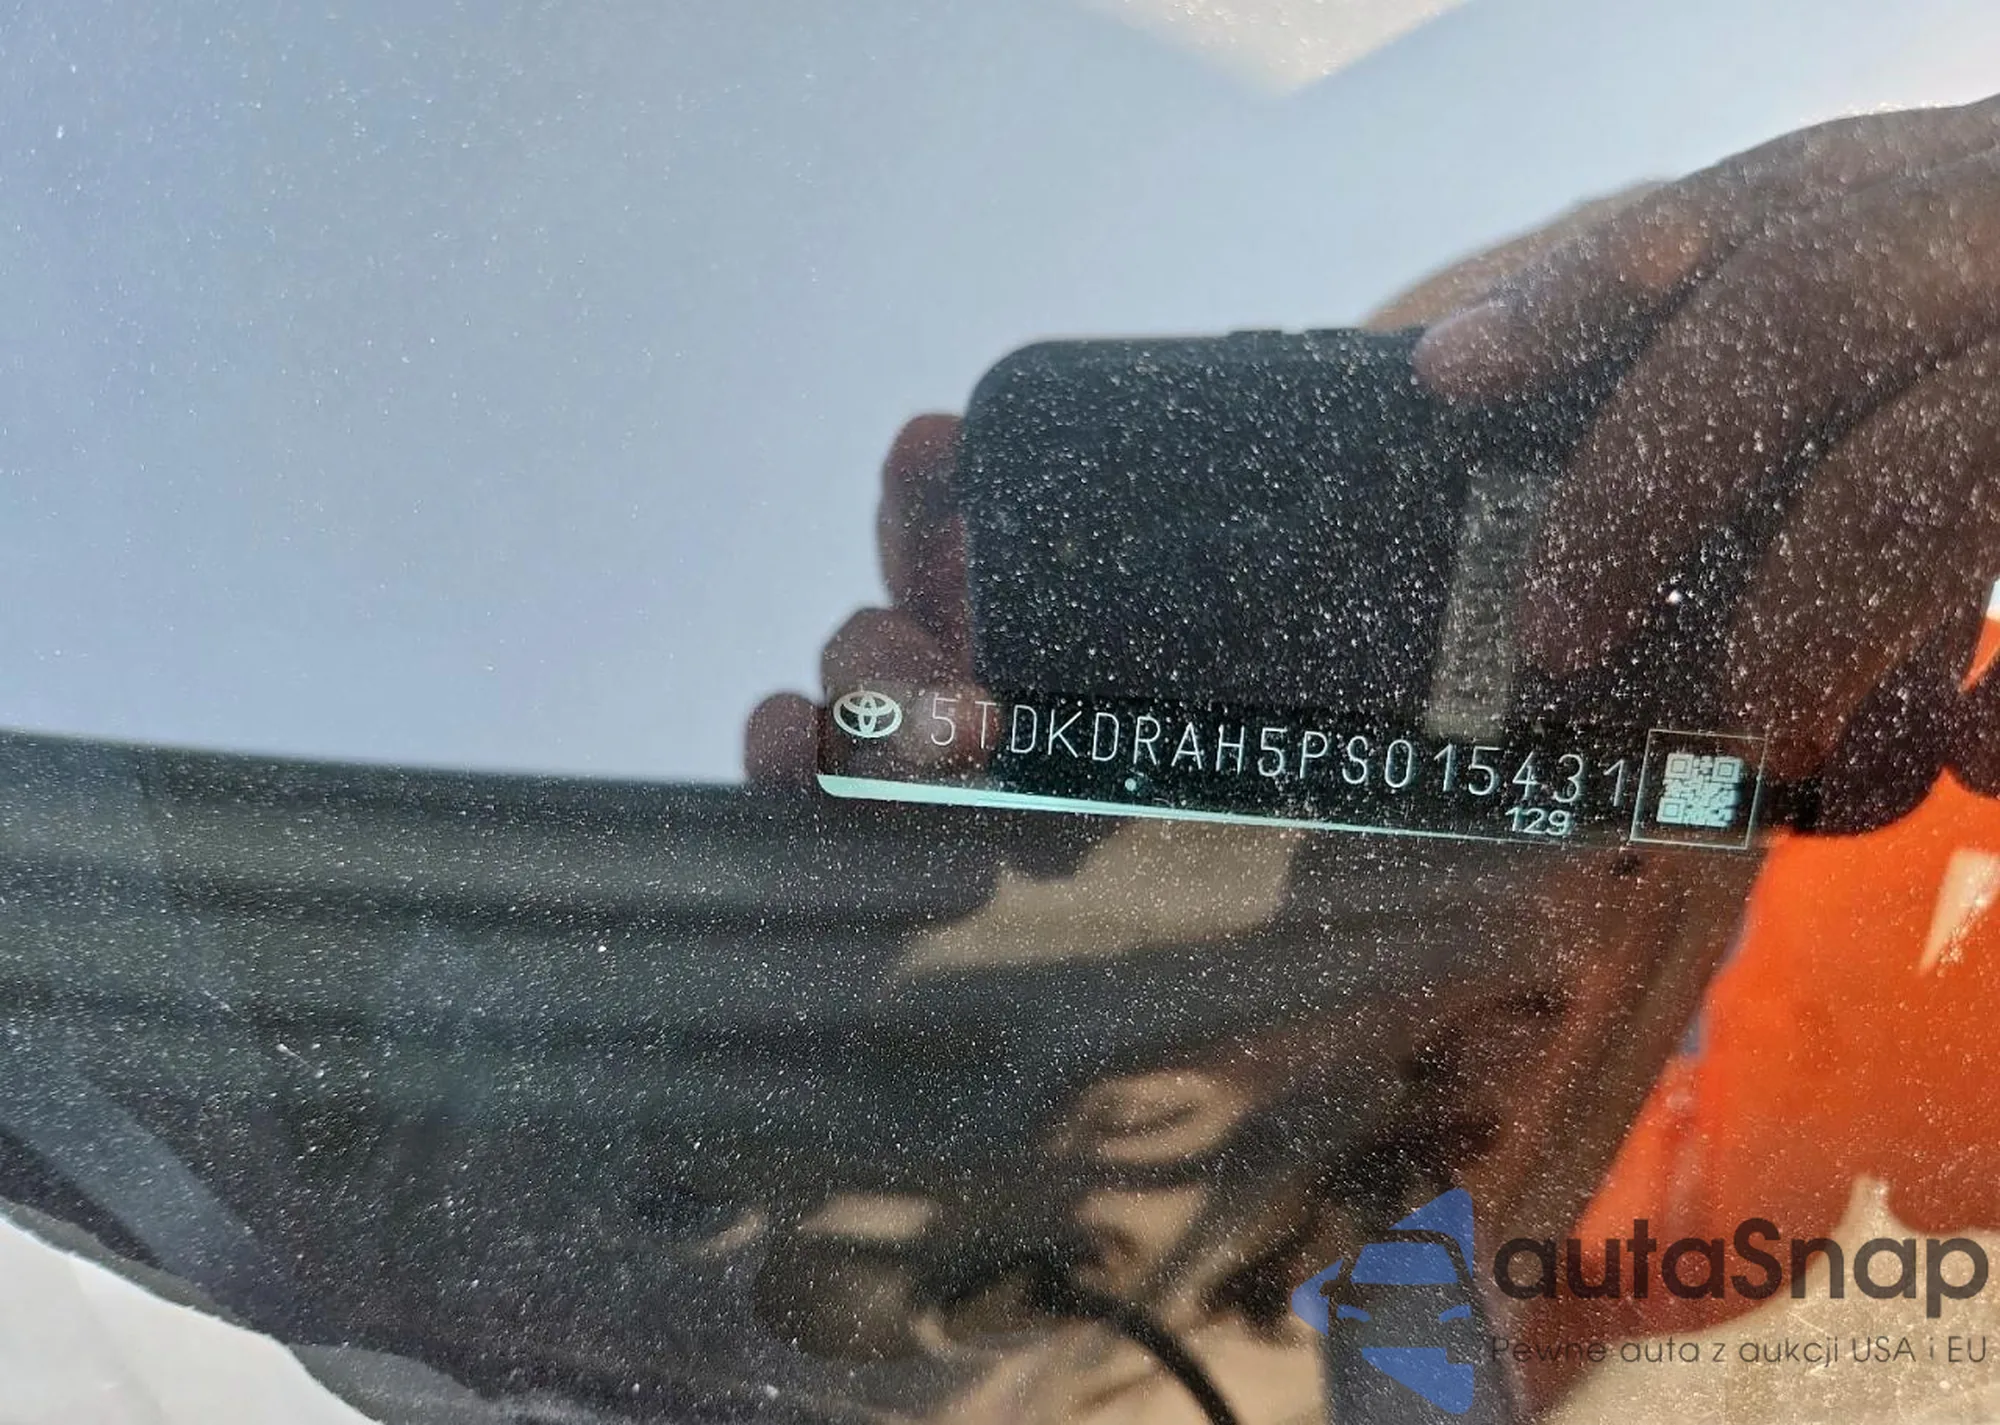 5TDKDRAH5PS015431
129
autaSnap
Pewne auta z aukcji USA i EU